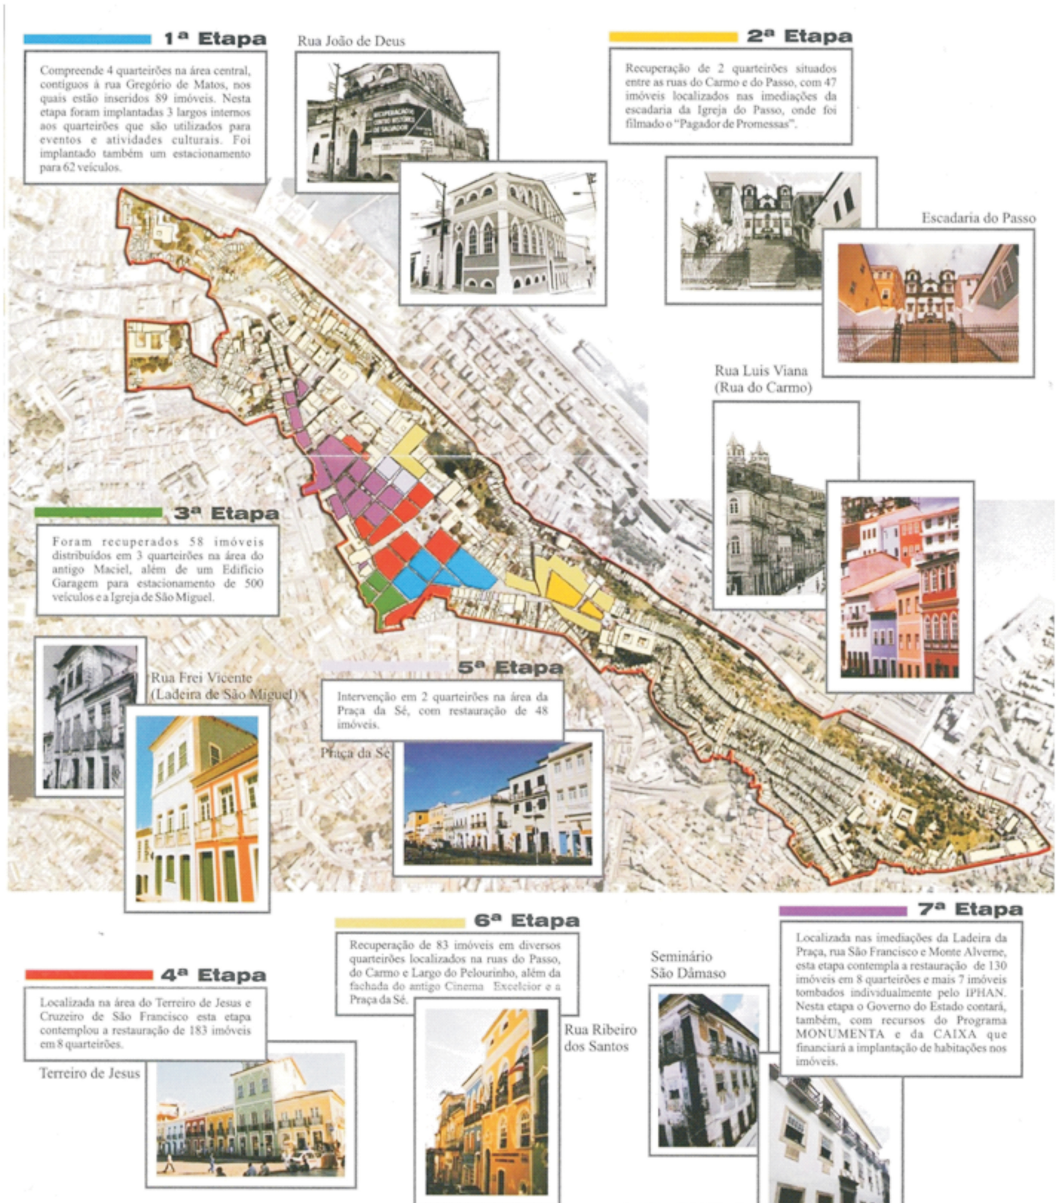 1ª Etapa
Compreende 4 quarteirões na área central,
contíguos à rua Gregório de Matos, nos
quais estão inseridos 89 imóveis. Nesta
etapa foram implantadas 3 largos internos
aos quarteirões que são utilizados para
eventos e atividades culturais. Foi
implantado também um estacionamento
para 62 veículos.
Rua João de Deus
RECUPERAÇÃO
CENTRO HISTÓRICO
DE SALVADOR
2ª Etapa
Recuperação de 2 quarteirões situados
entre as ruas do Carmo e do Passo, com 47
imóveis localizados nas imediações da
escadaria da Igreja do Passo, onde foi
filmado o "Pagador de Promessas".
Escadaria do Passo
Rua Luis Viana
(Rua do Carmo)
3ª Etapa
Foram recuperados 58 imóveis
distribuídos em 3 quarteirões na área do
antigo Maciel, além de um Edifício
Garagem para estacionamento de 500
veículos e a Igreja de São Miguel.
Rua Frei Vicente
(Ladeira de São Miguel)
5ª Etapa
Intervenção em 2 quarteirões na área da
Praça da Sé, com restauração de 48
imóveis.
Praça da Sé
4ª Etapa
Localizada na área do Terreiro de Jesus e
Cruzeiro de São Francisco esta etapa
contemplou a restauração de 183 imóveis
em 8 quarteirões.
Terreiro de Jesus
6ª Etapa
Recuperação de 83 imóveis em diversos
quarteirões localizados na ruas do Passo,
do Carmo e Largo do Pelourinho, além da
fachada do antigo Cinema Excelcior e a
Praça da Sé.
Rua Ribeiro
dos Santos
Seminário
São Dâmaso
7ª Etapa
Localizada nas imediações da Ladeira da
Praça, rua São Francisco e Monte Alverne,
esta etapa contempla a restauração de 130
imóveis em 8 quarteirões e mais 7 imóveis
tombados individualmente pelo IPHAN.
Nesta etapa o Governo do Estado contará,
também, com recursos do Programa
MONUMENTA e da CAIXA que
financiará a implantação de habitações nos
imóveis.